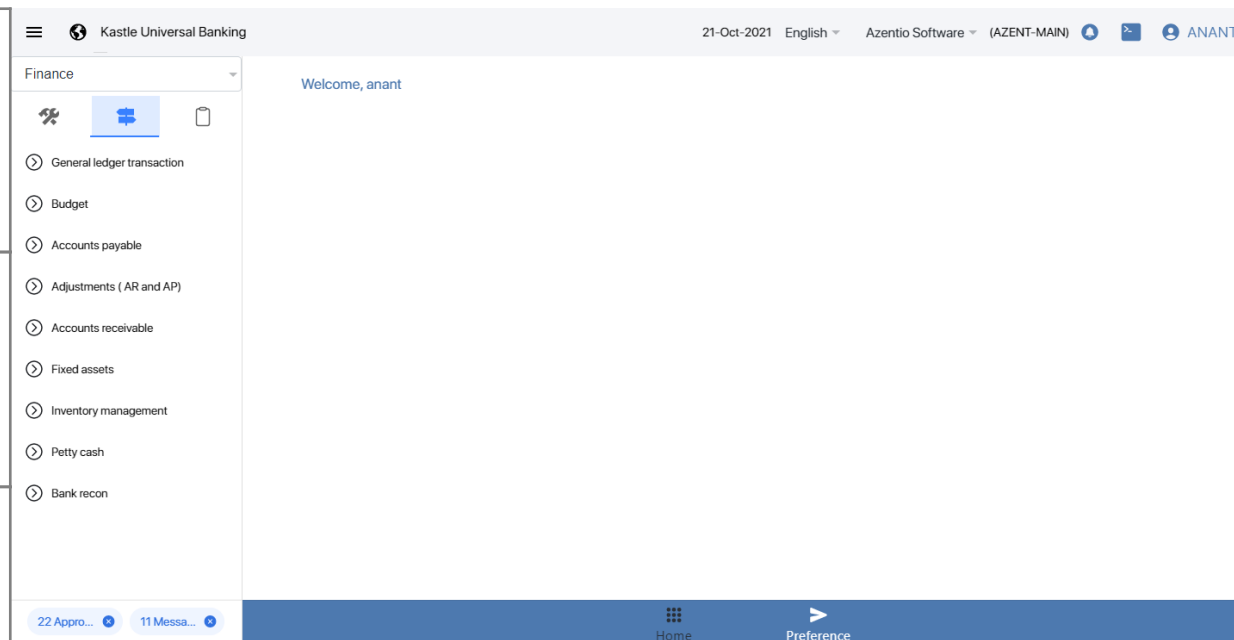 Kastle Universal Banking 21-Oct-2021 English Azentio Software (AZENT-MAIN) ANANT
Finance
Welcome, anant
General ledger transaction
Budget
Accounts payable
Adjustments ( AR and AP)
Accounts receivable
Fixed assets
Inventory management
Petty cash
Bank recon
22 Appro... 11 Messa...
Home Preference